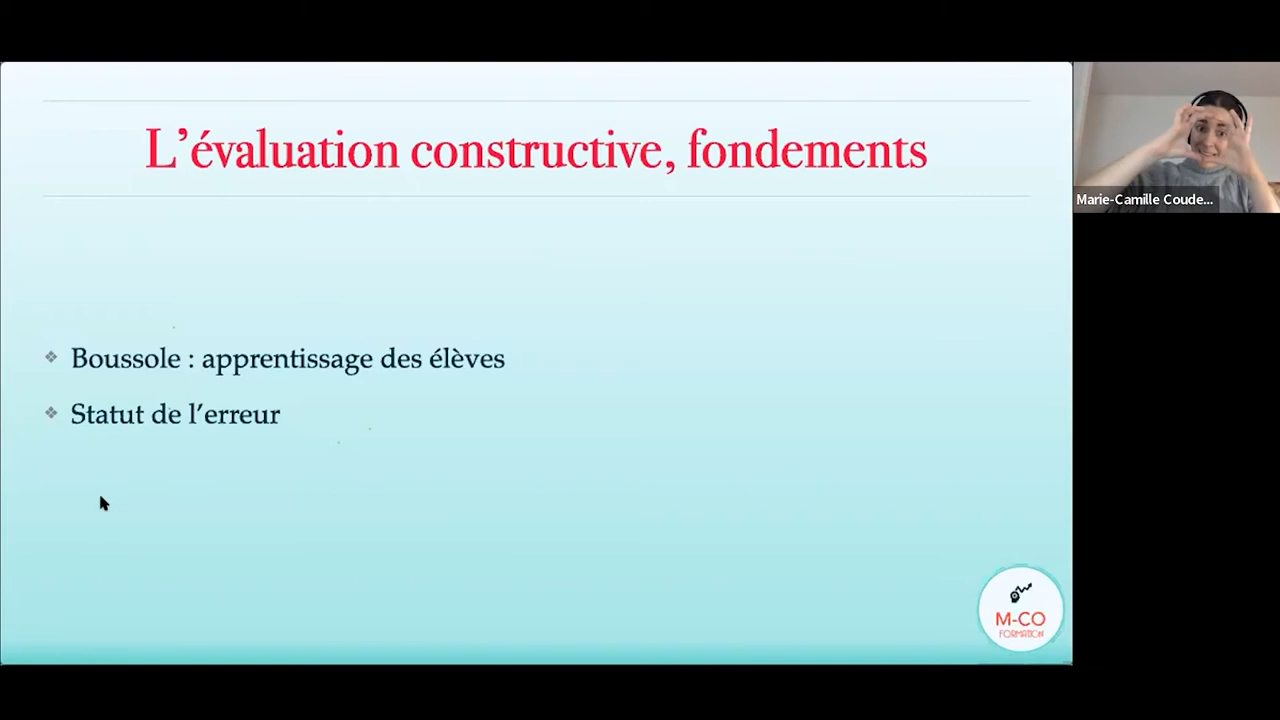 L’évaluation constructive, fondements
Marie-Camille Coude...
Boussole : apprentissage des élèves
Statut de l’erreur
M-CO
FORMATION